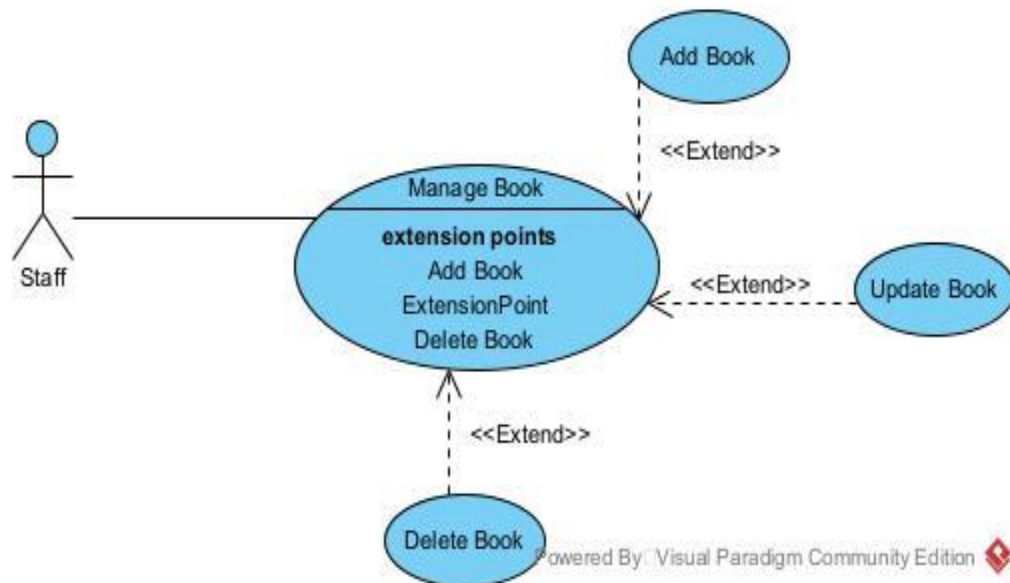 Add Book
<<Extend>>
Manage Book
extension points
Add Book
ExtensionPoint
Delete Book
Staff
<<Extend>>
Update Book
<<Extend>>
Delete Book
Powered By: Visual Paradigm Community Edition